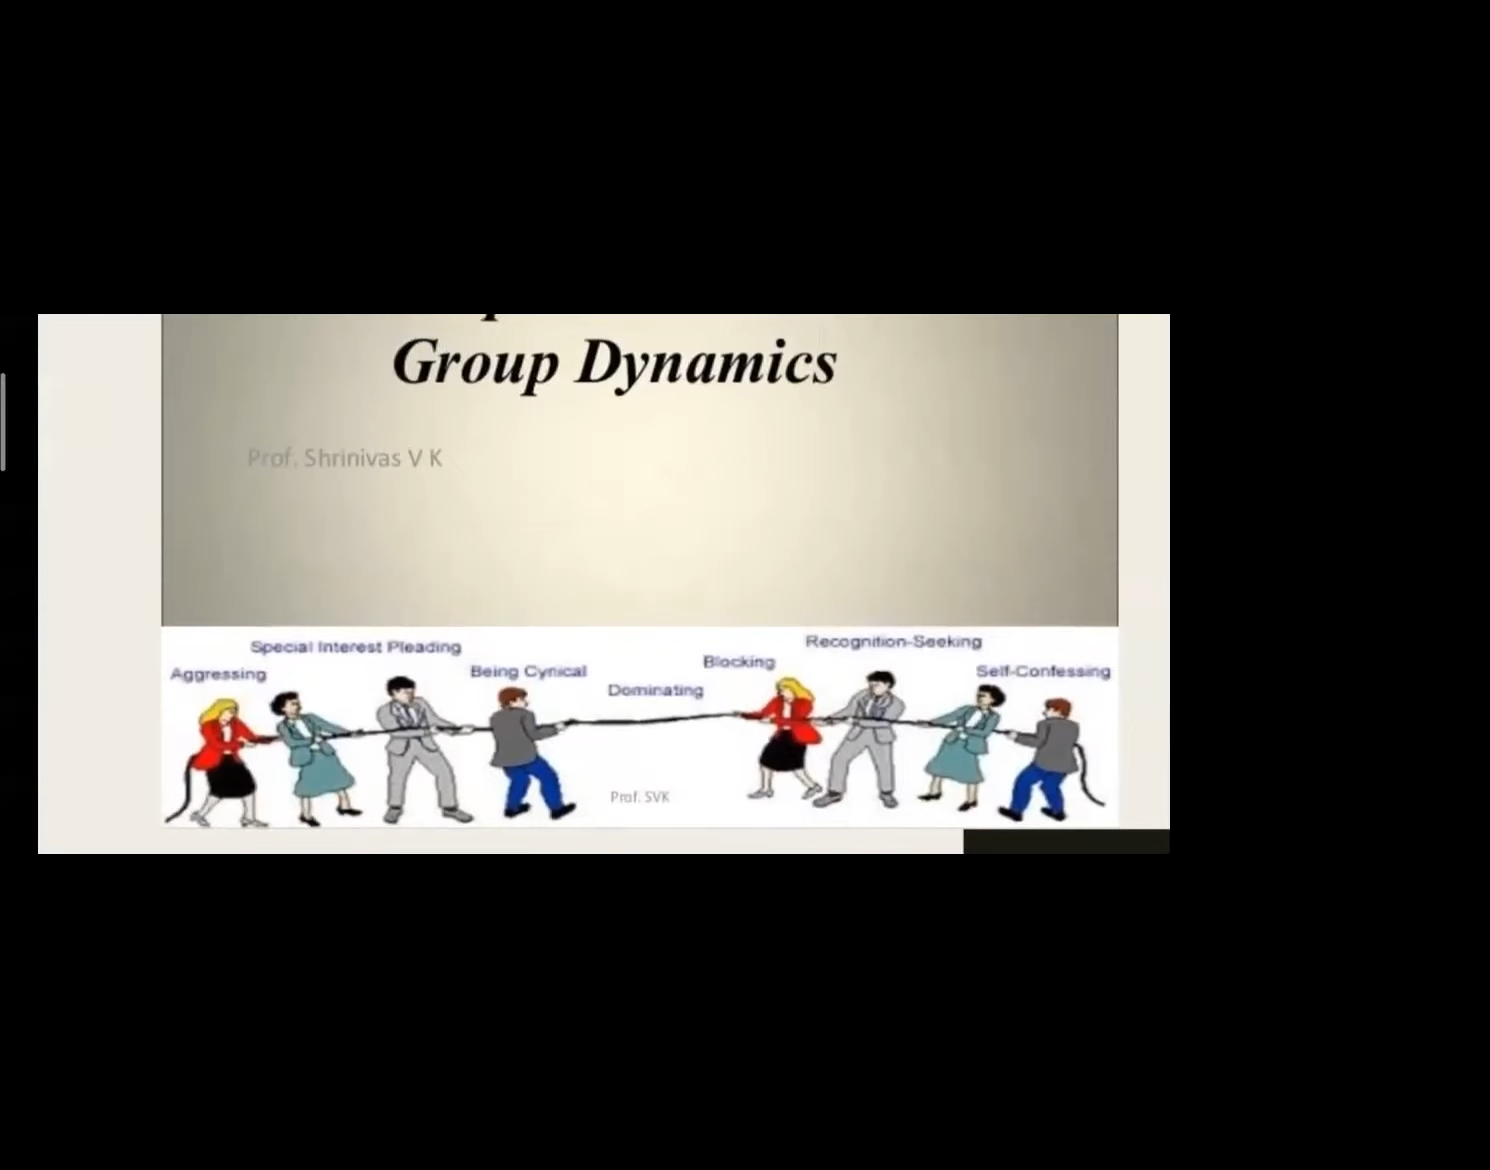 Group Dynamics
Prof. Shrinivas V K
Special Interest Pleading
Aggressing
Being Cynical
Dominating
Blocking
Recognition-Seeking
Self-Confessing
Prof. SVK